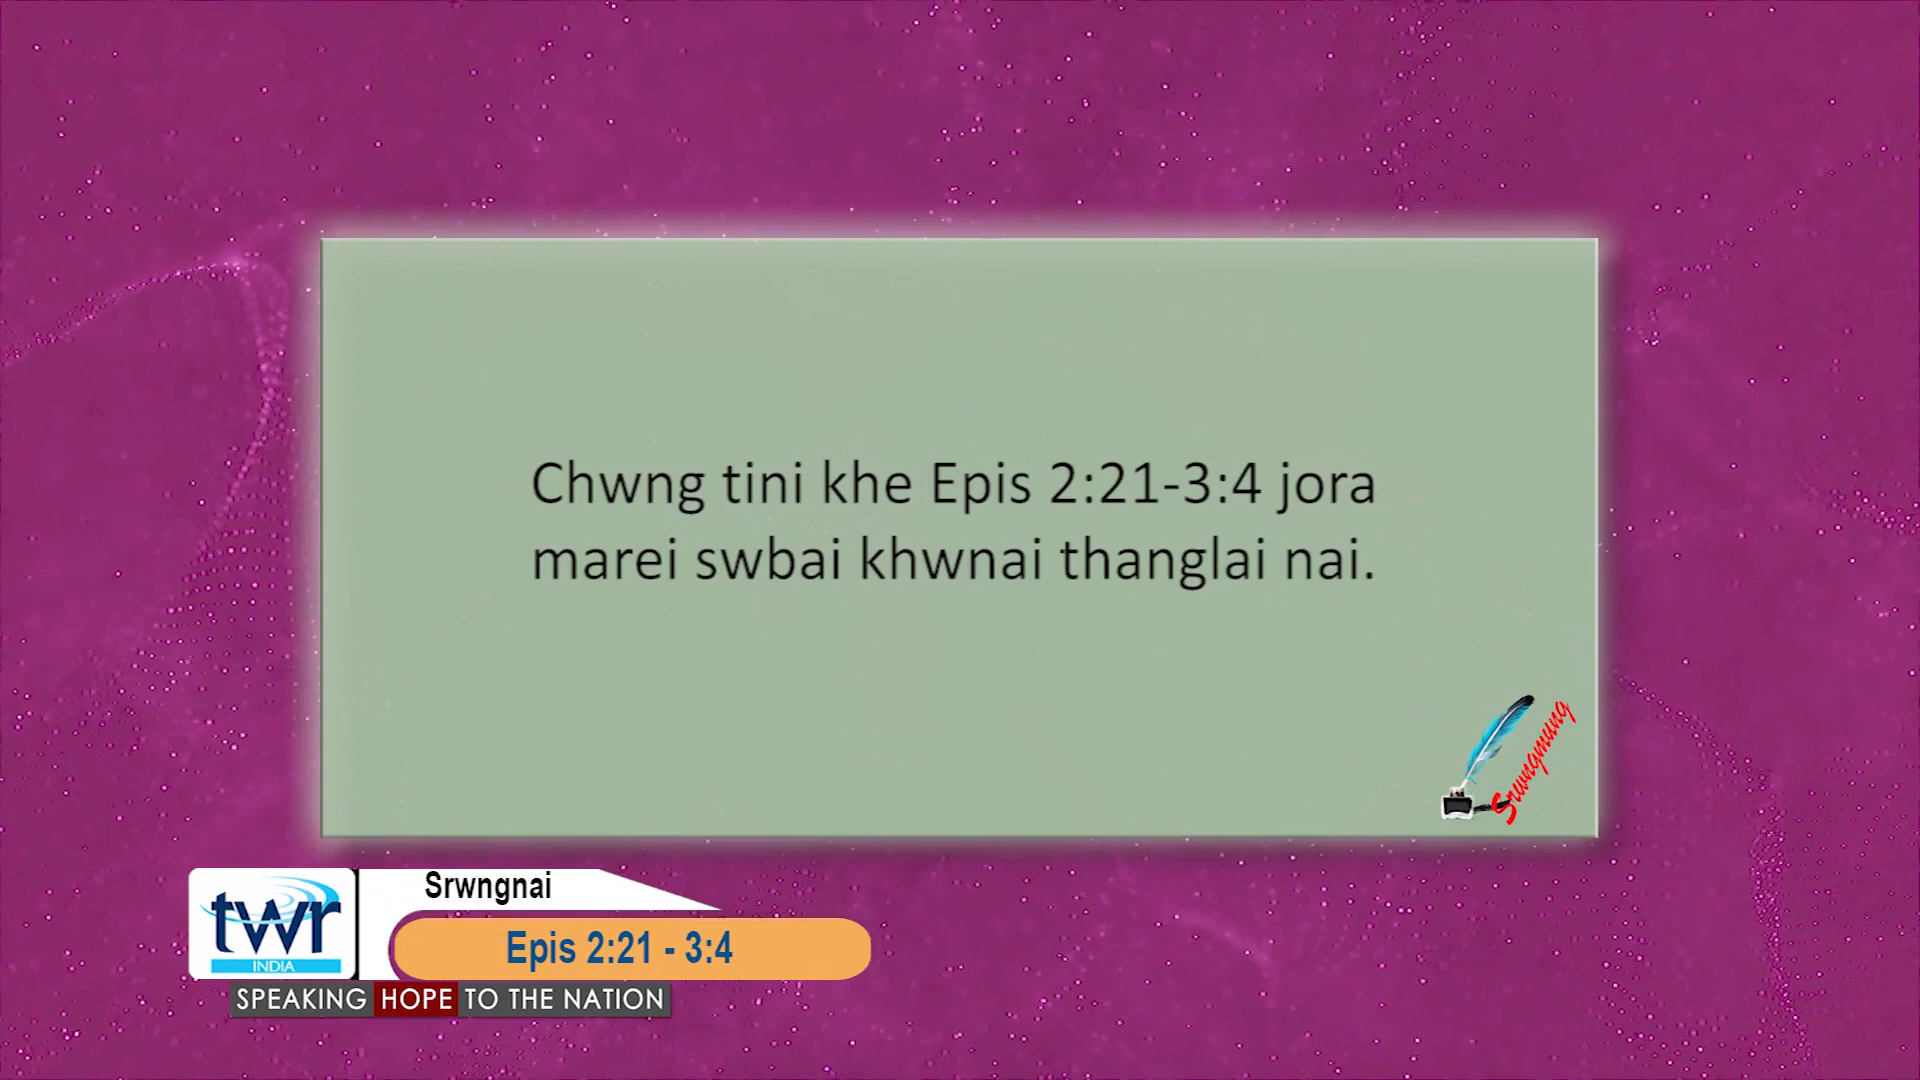 Chwng tini khe Epis 2:21-3:4 jora
marei swbai khwnai thanglai nai.
Srwngmung
twr
INDIA
Srwngnai
Epis 2:21 - 3:4
SPEAKING HOPE TO THE NATION